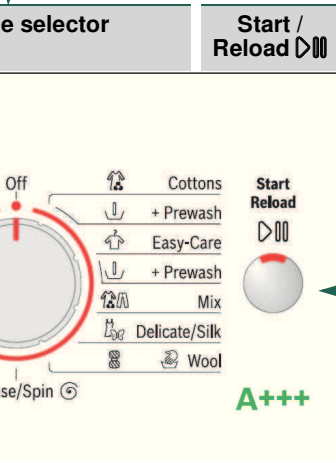 e selector
Start /
Reload
Off
Cottons
+ Prewash
Easy-Care
+ Prewash
Mix
Delicate/Silk
Wool
se/Spin
Start
Reload
A+++